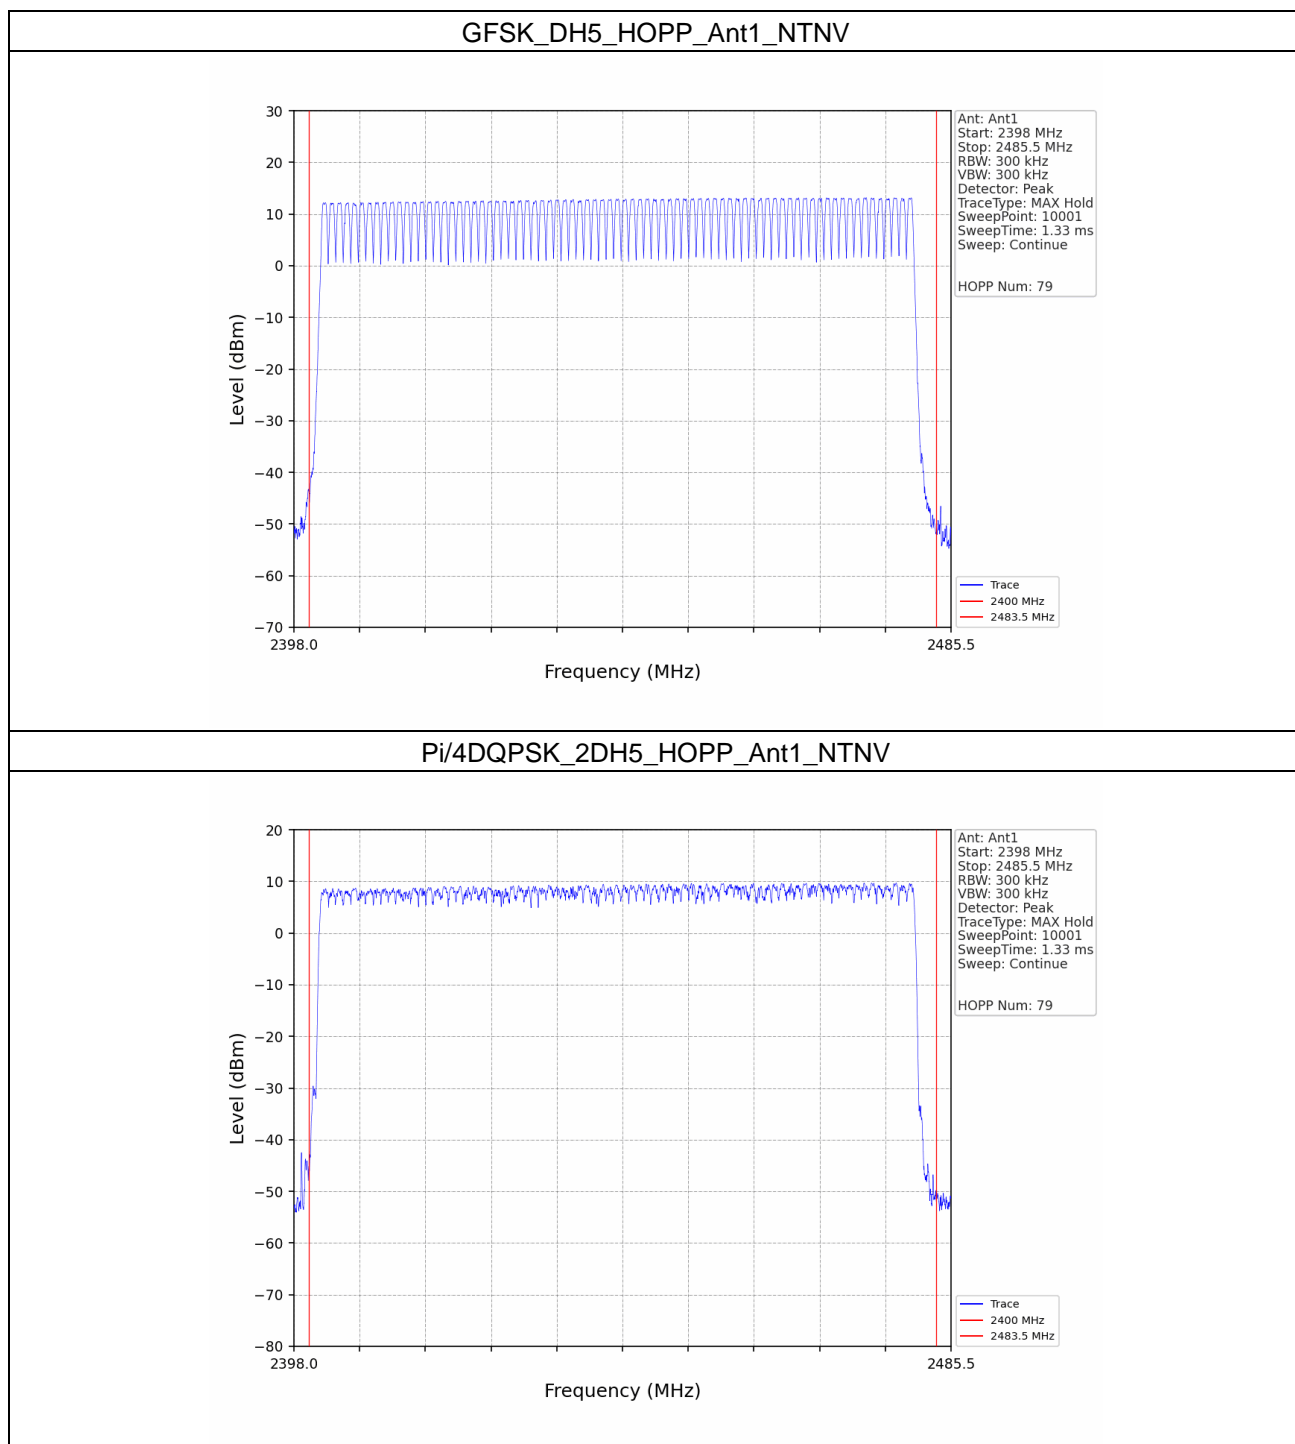 GFSK_DH5_HOPP_Ant1_NTNV
30
20
10
0
−10
−20
−30
−40
−50
−60
−70
Level (dBm)
2398.0
2485.5
Frequency (MHz)
Ant: Ant1
Start: 2398 MHz
Stop: 2485.5 MHz
RBW: 300 kHz
VBW: 300 kHz
Detector: Peak
TraceType: MAX Hold
SweepPoint: 10001
SweepTime: 1.33 ms
Sweep: Continue
HOPP Num: 79
Trace
2400 MHz
2483.5 MHz
Pi/4DQPSK_2DH5_HOPP_Ant1_NTNV
20
10
0
−10
−20
−30
−40
−50
−60
−70
−80
Level (dBm)
2398.0
2485.5
Frequency (MHz)
Ant: Ant1
Start: 2398 MHz
Stop: 2485.5 MHz
RBW: 300 kHz
VBW: 300 kHz
Detector: Peak
TraceType: MAX Hold
SweepPoint: 10001
SweepTime: 1.33 ms
Sweep: Continue
HOPP Num: 79
Trace
2400 MHz
2483.5 MHz